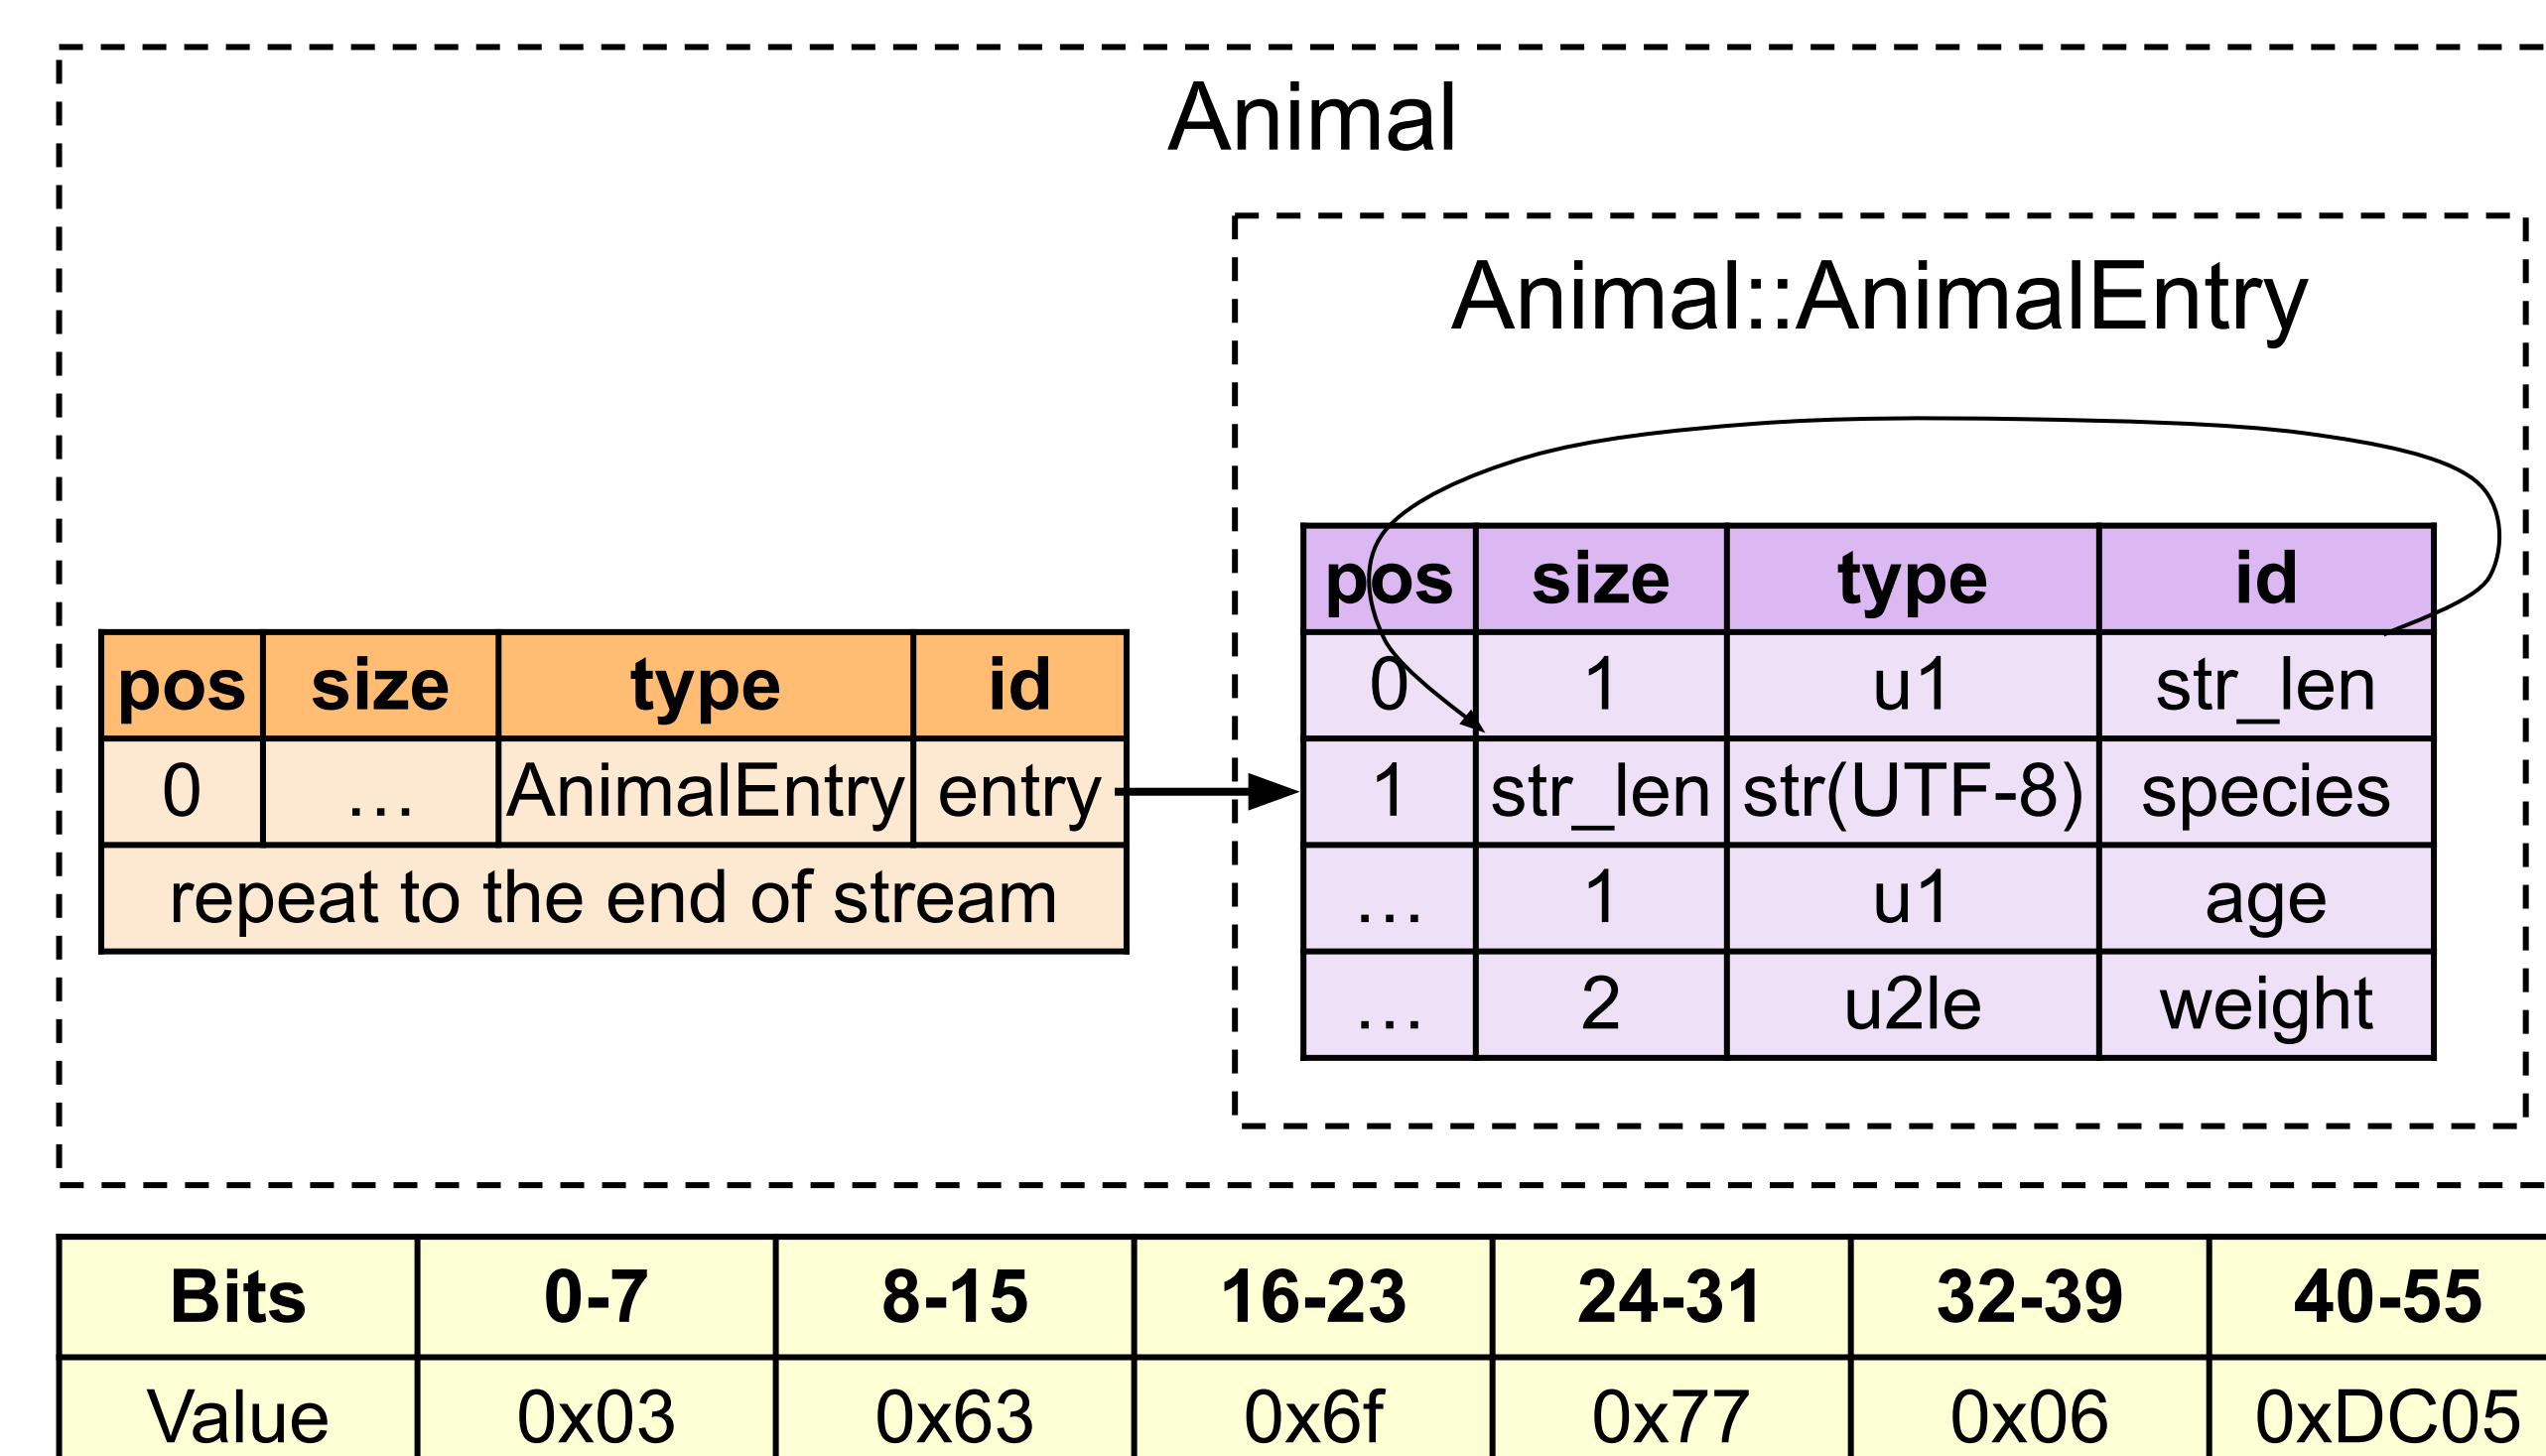 Animal
Animal::AnimalEntry
pos size type id
0 … AnimalEntry entry
repeat to the end of stream
pos size type id
0 1 u1 str_len
1 str_len str(UTF-8) species
… 1 u1 age
… 2 u2le weight
Bits 0-7 8-15 16-23 24-31 32-39 40-55
Value 0x03 0x63 0x6f 0x77 0x06 0xDC05